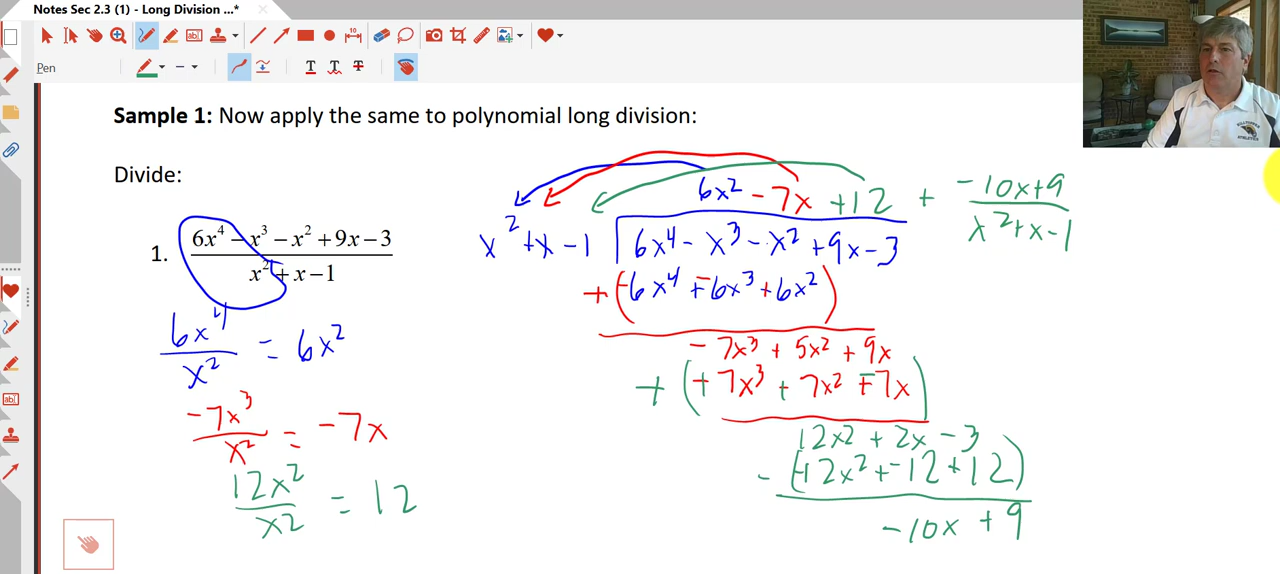 Notes Sec 2.3 (1) - Long Division ...*
Pen
Sample 1: Now apply the same to polynomial long division:
Divide:
1. (6x⁴ − x³ − x² + 9x − 3)/(x² + x − 1)
6x² − 7x + 12 + (−10x+9)/(x²+x−1)
x² + x − 1 | 6x⁴ − x³ − x² + 9x − 3
+ (−6x⁴ ∓ 6x³ + 6x²)
− 7x³ + 5x² + 9x
+ (+7x³ + 7x² ∓ 7x)
12x² + 2x − 3
− (−12x² + −12 + 12)
−10x + 9
6x⁴/x² = 6x²
−7x³/x² = −7x
12x²/x2 = 12
HILLTOPPER
ATHLETICS